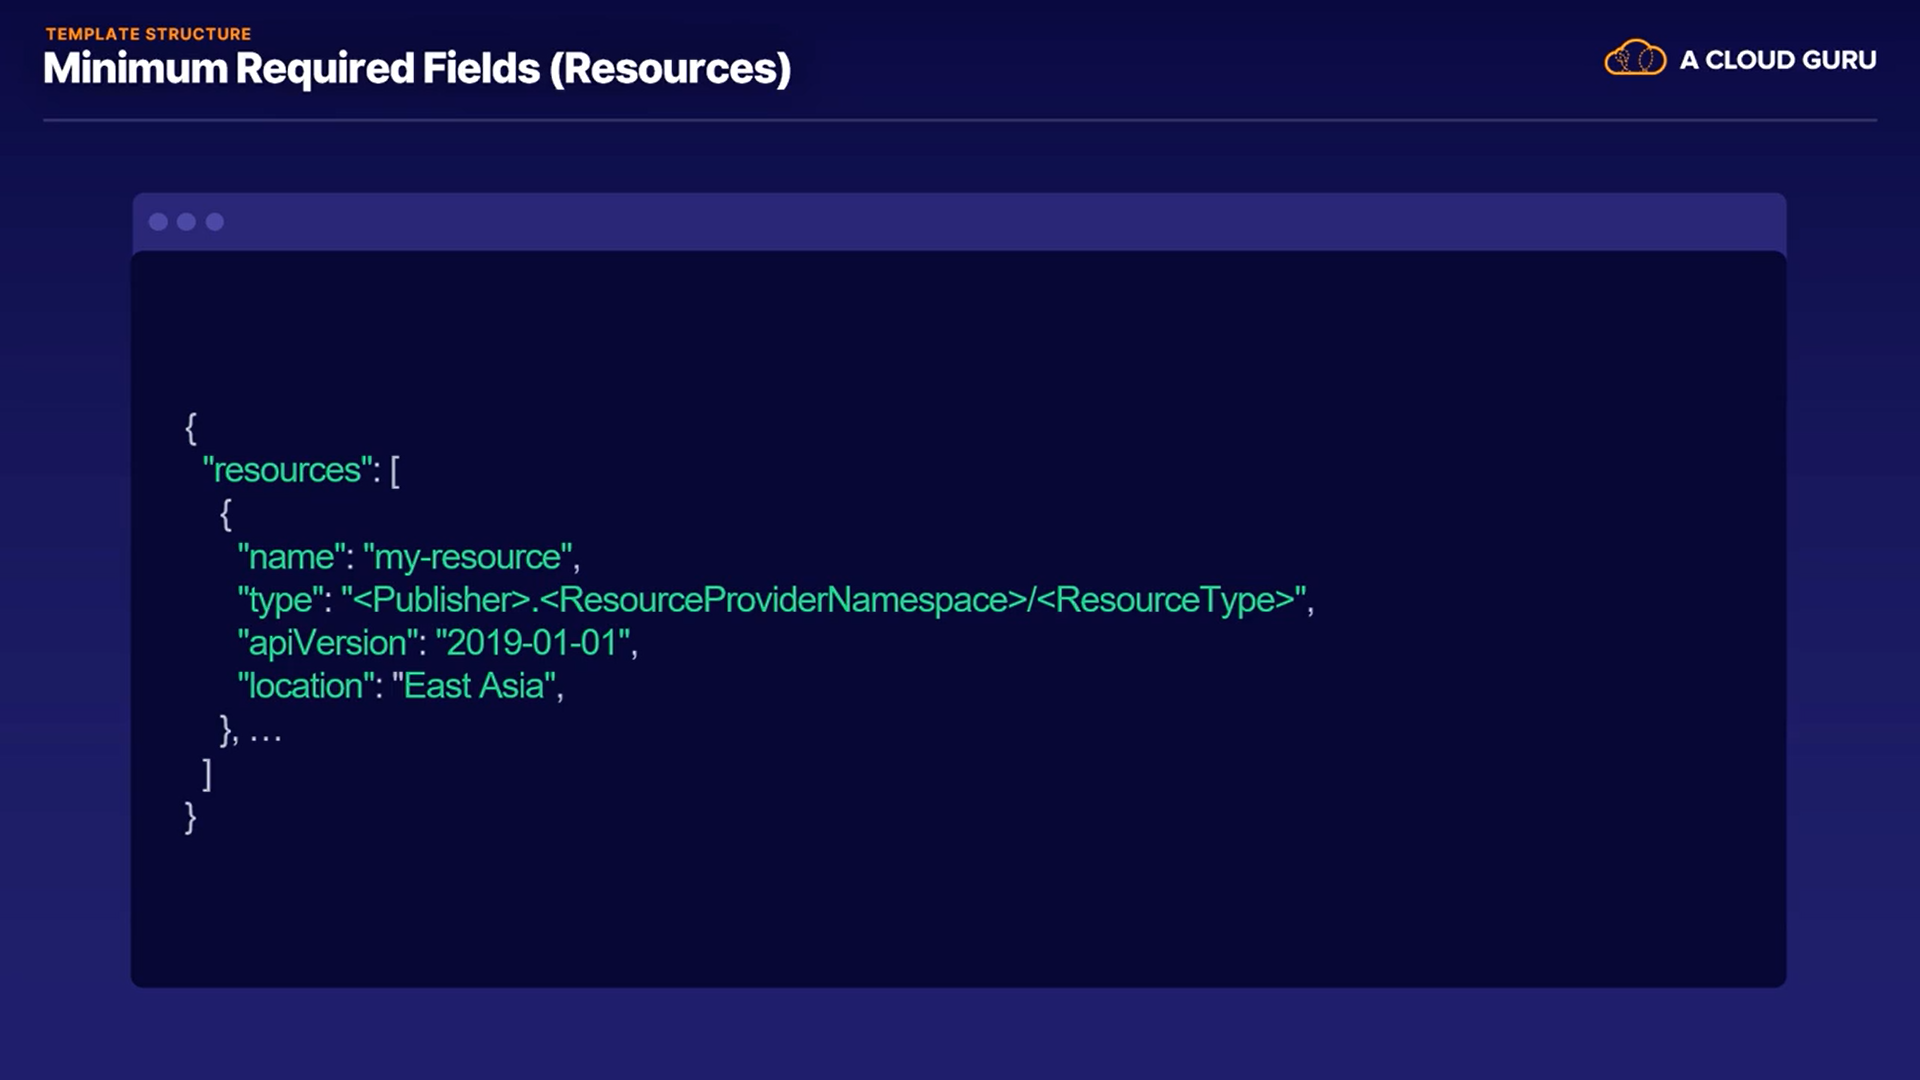 TEMPLATE STRUCTURE
Minimum Required Fields (Resources)
A CLOUD GURU
{
"resources": [
{
"name": "my-resource",
"type": "<Publisher>.<ResourceProviderNamespace>/<ResourceType>",
"apiVersion": "2019-01-01",
"location": "East Asia",
}, ...
]
}